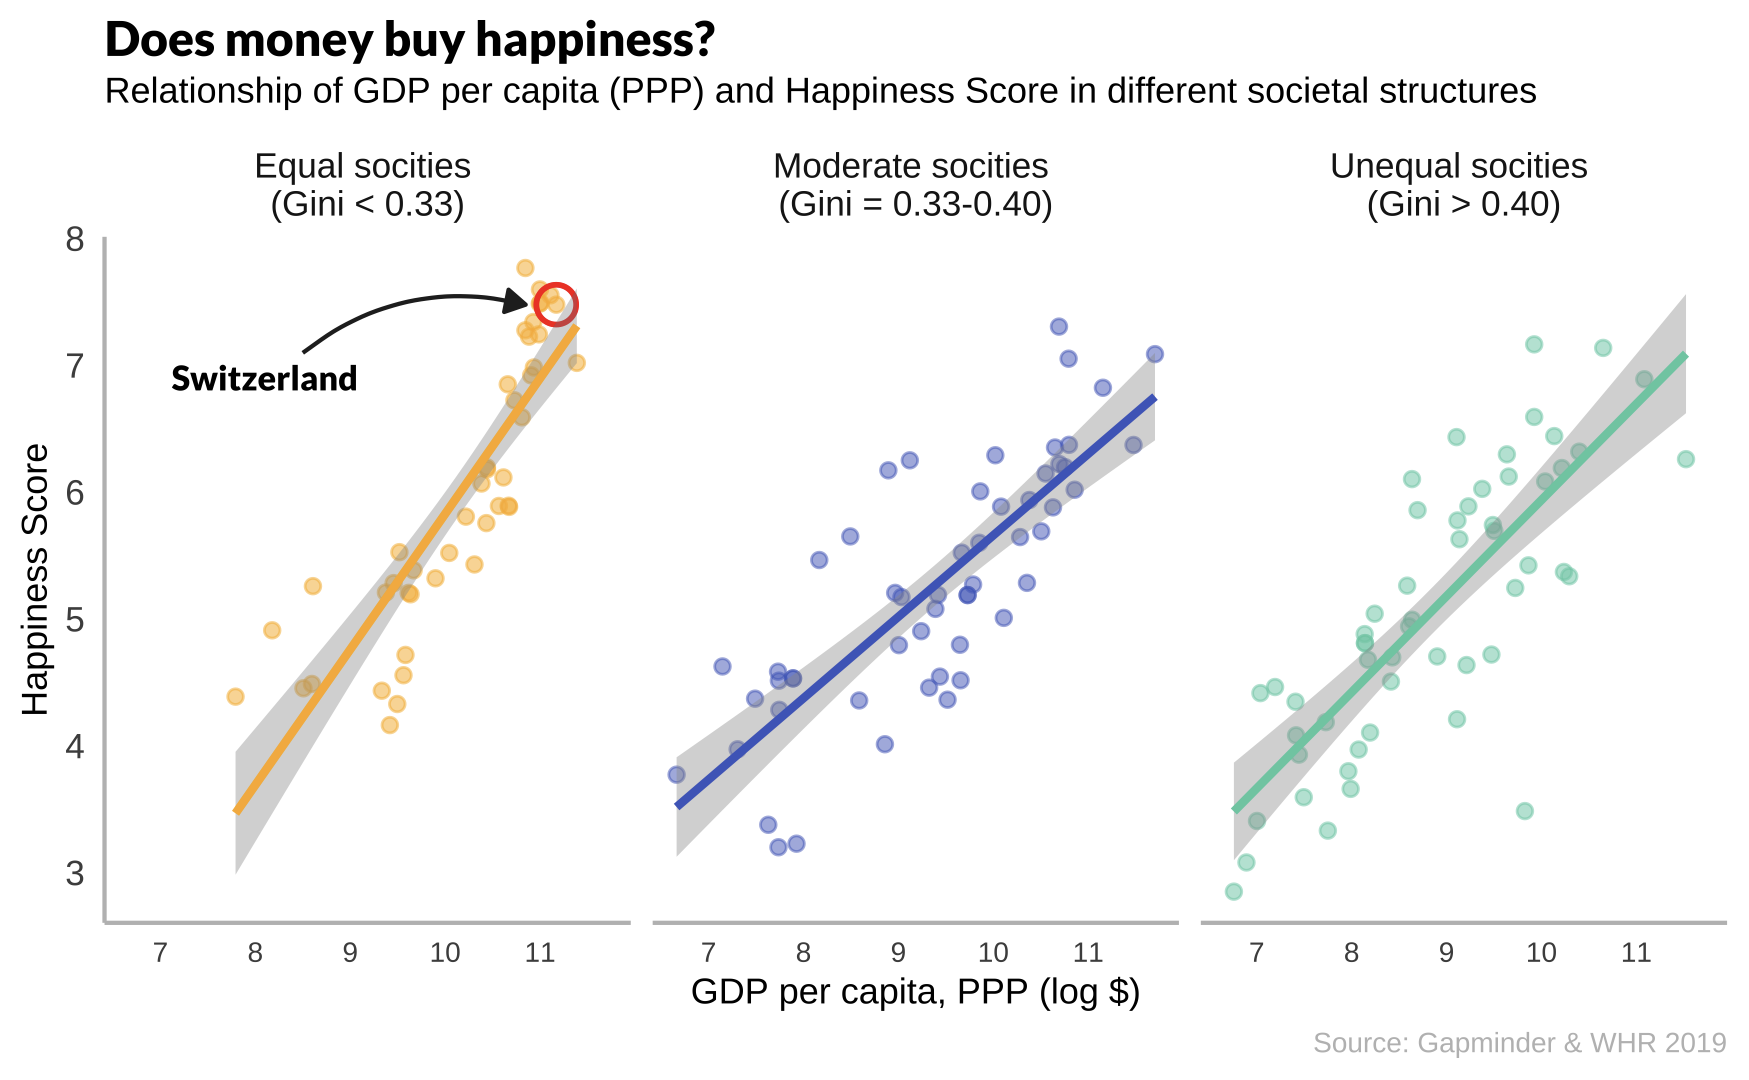 Does money buy happiness?
Relationship of GDP per capita (PPP) and Happiness Score in different societal structures
Equal socities
(Gini < 0.33)
Moderate socities
(Gini = 0.33-0.40)
Unequal socities
(Gini > 0.40)
8
7
6
5
4
3
Happiness Score
Switzerland
7 8 9 10 11
7 8 9 10 11
7 8 9 10 11
GDP per capita, PPP (log $)
Source: Gapminder & WHR 2019